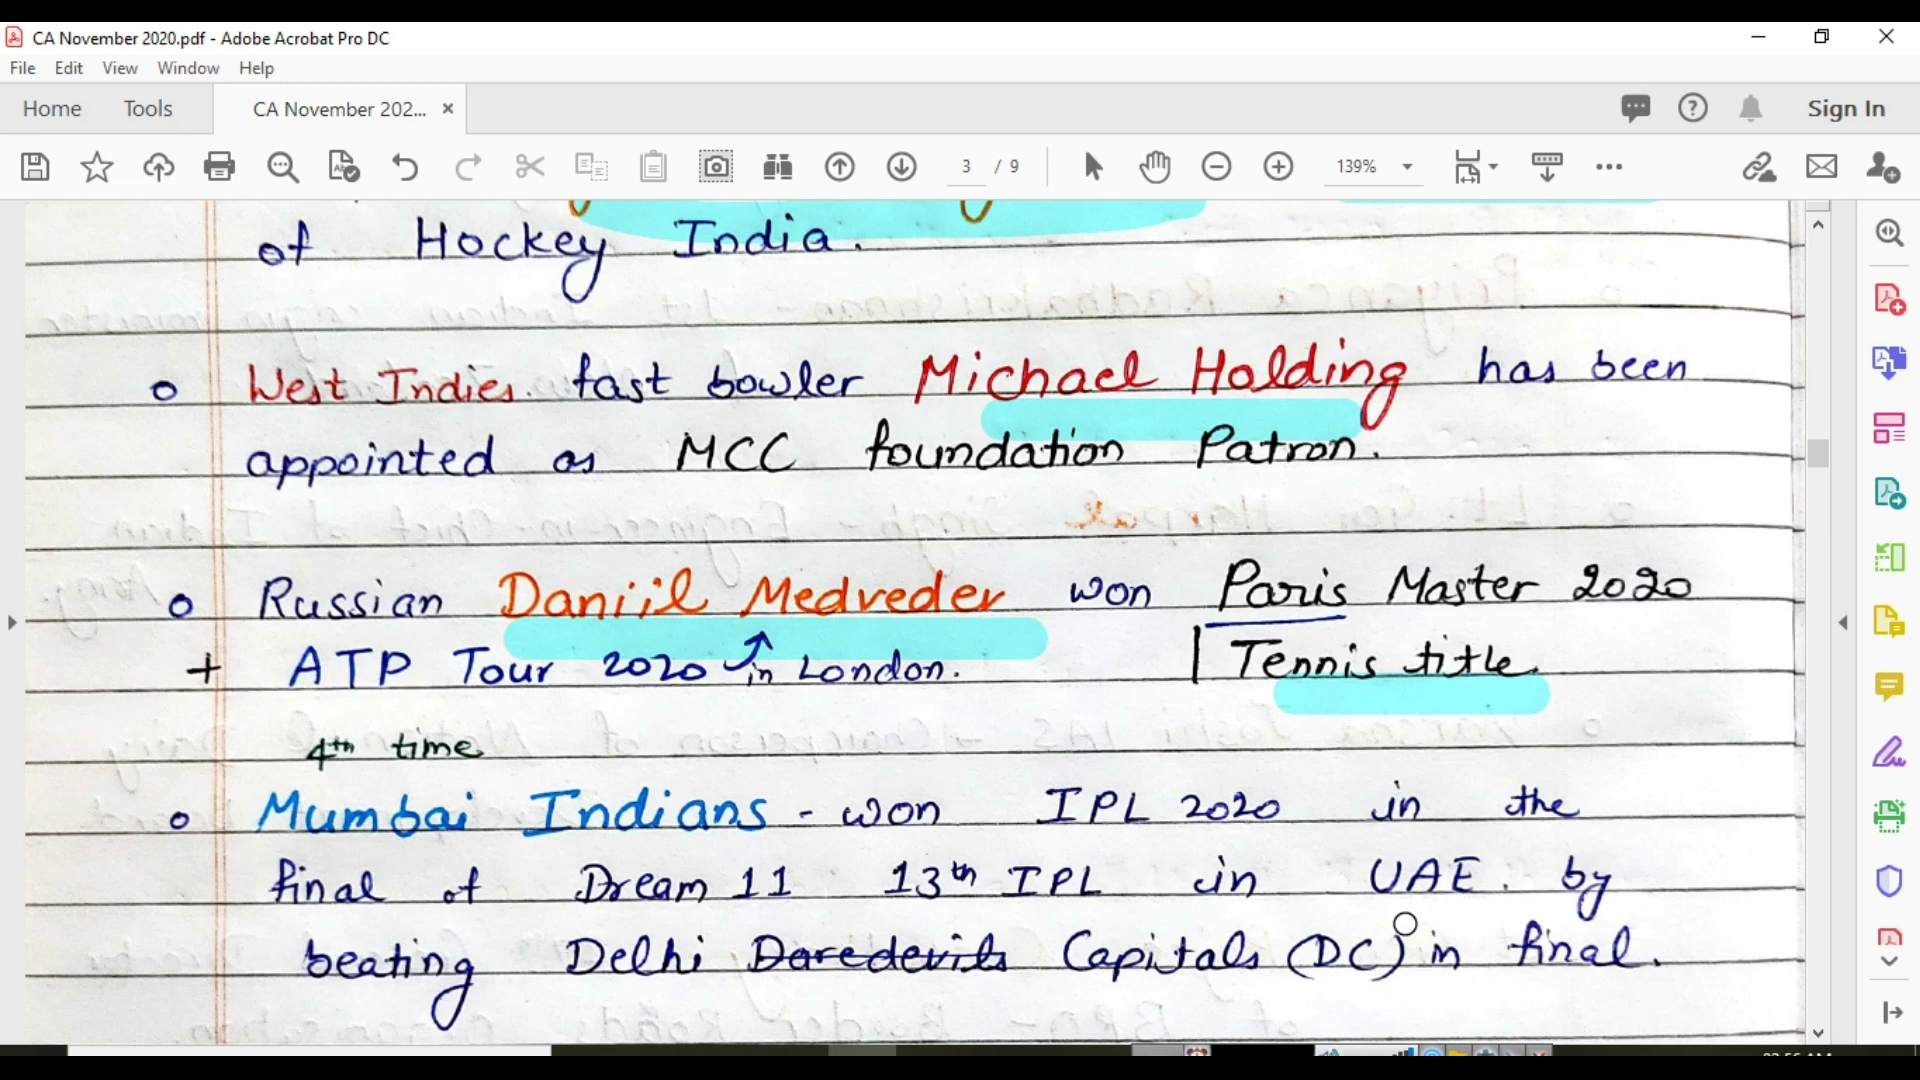 CA November 2020.pdf - Adobe Acrobat Pro DC
File Edit View Window Help
Home Tools CA November 202... × Sign In
3 / 9 139%
of Hockey India.
o West Indies fast bowler Michael Holding has been
appointed as MCC foundation Patron.
o Russian Daniil Medveder won Paris Master 2020
+ ATP Tour 2020 in London. | Tennis title.
4th time
o Mumbai Indians - won IPL 2020 in the
final of Dream 11 13th IPL in UAE. by
beating Delhi Daredevils Capitals (DC) in final.